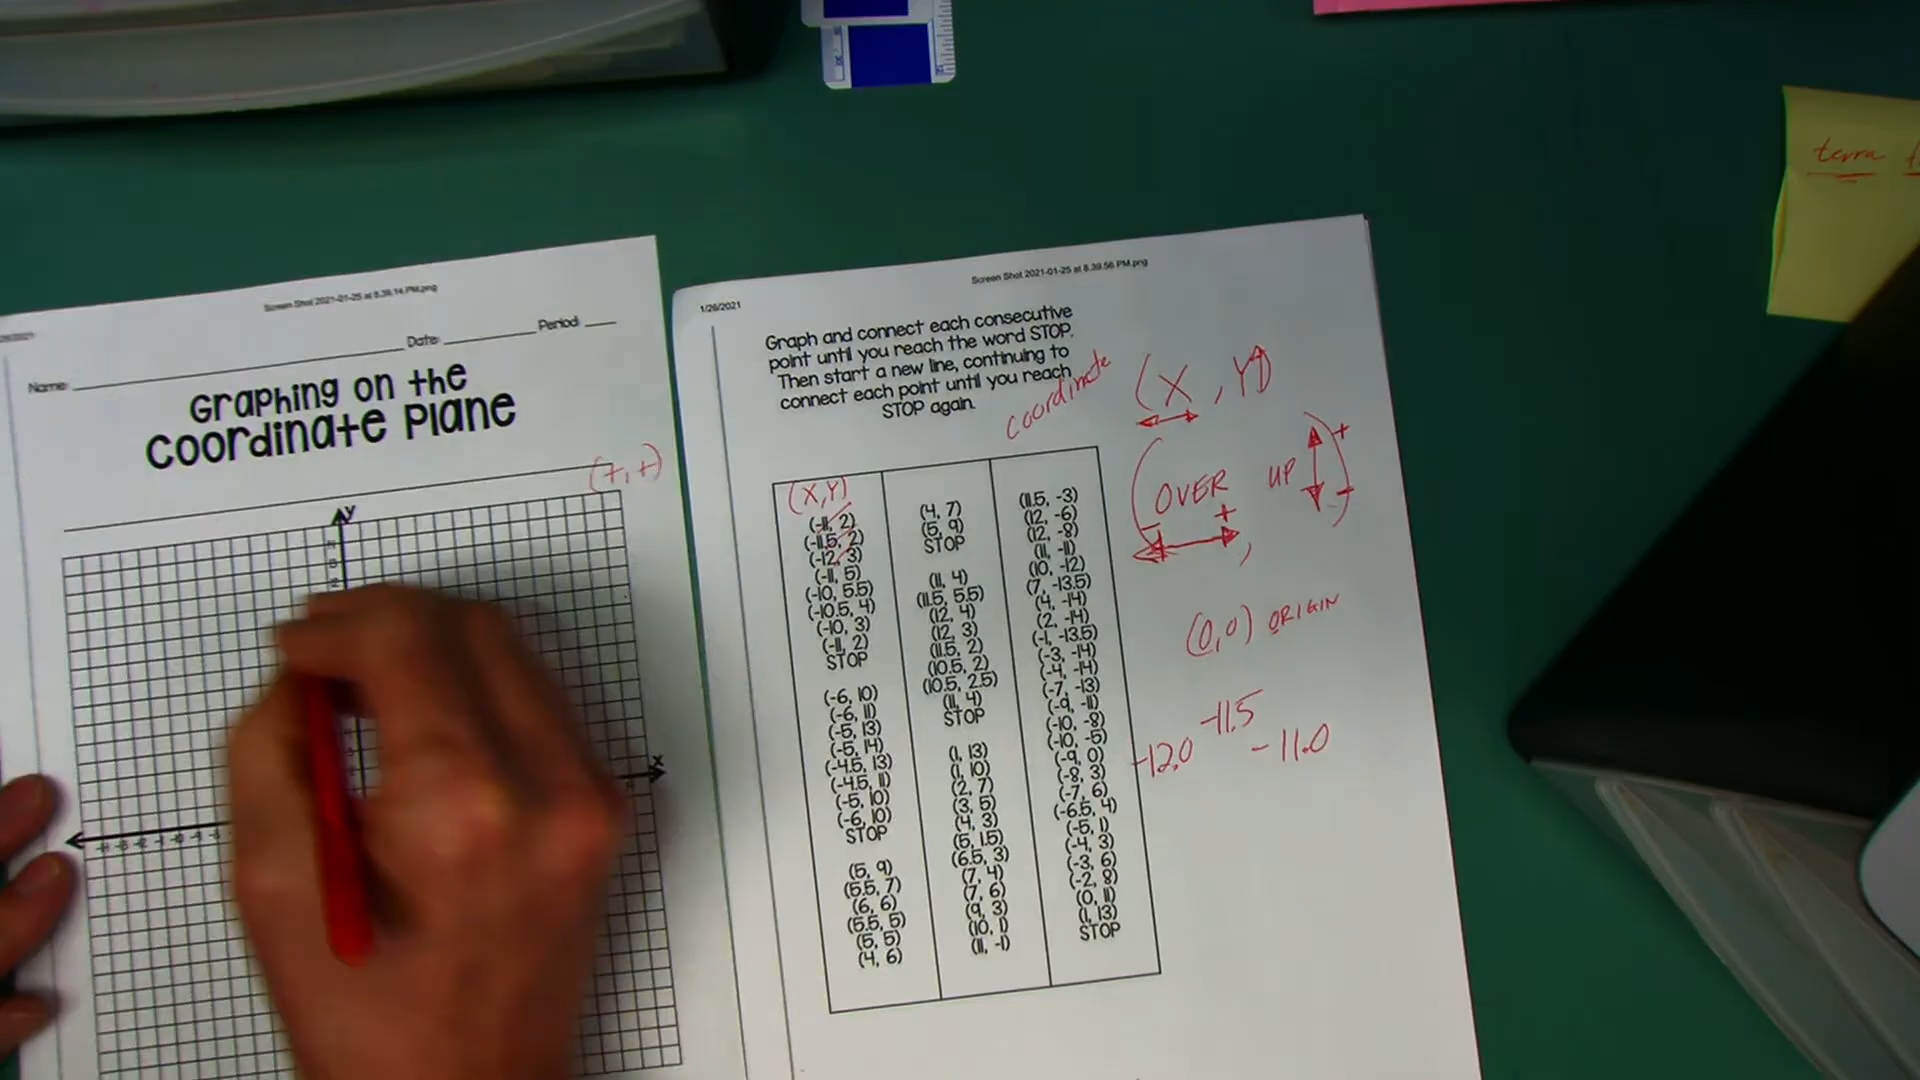 Screen Shot 2021-01-25 at 8.39.14 PM.png
Name: Date: Period:
Graphing on the
Coordinate Plane
(+,+)
y
x
1/26/2021
Screen Shot 2021-01-25 at 8.39.56 PM.png
Graph and connect each consecutive
point until you reach the word STOP.
Then start a new line, continuing to
connect each point until you reach
STOP again.
coordinate
(X,Y)
(-11, 2)
(-11.5, 2)
(-12, 3)
(-11, 5)
(-10, 5.5)
(-10.5, 4)
(-10, 3)
(-11, 2)
STOP
(-6, 10)
(-6, 11)
(-5, 13)
(-5, 14)
(-4.5, 13)
(-4.5, 11)
(-5, 10)
(-6, 10)
STOP
(5, 9)
(5.5, 7)
(6, 6)
(5.5, 5)
(5, 5)
(4, 6)
(4, 7)
(5, 9)
STOP
(11, 4)
(11.5, 5.5)
(12, 4)
(12, 3)
(11.5, 2)
(10.5, 2)
(10.5, 2.5)
(11, 4)
STOP
(1, 13)
(1, 10)
(2, 7)
(3, 5)
(4, 3)
(5, 1.5)
(6.5, 3)
(7, 4)
(7, 6)
(9, 3)
(10, 1)
(11, -1)
(11.5, -3)
(12, -6)
(12, -8)
(11, -11)
(10, -12)
(7, -13.5)
(4, -14)
(2, -14)
(-1, -13.5)
(-3, -14)
(-4, -14)
(-7, -13)
(-9, -11)
(-10, -8)
(-10, -5)
(-9, 0)
(-8, 3)
(-7, 6)
(-6.5, 4)
(-5, 1)
(-4, 3)
(-3, 6)
(-2, 8)
(0, 11)
(1, 13)
STOP
(X, Y)
+
(OVER UP)
- + , -
(0,0) ORIGIN
-12.0 -11.5 -11.0
terra